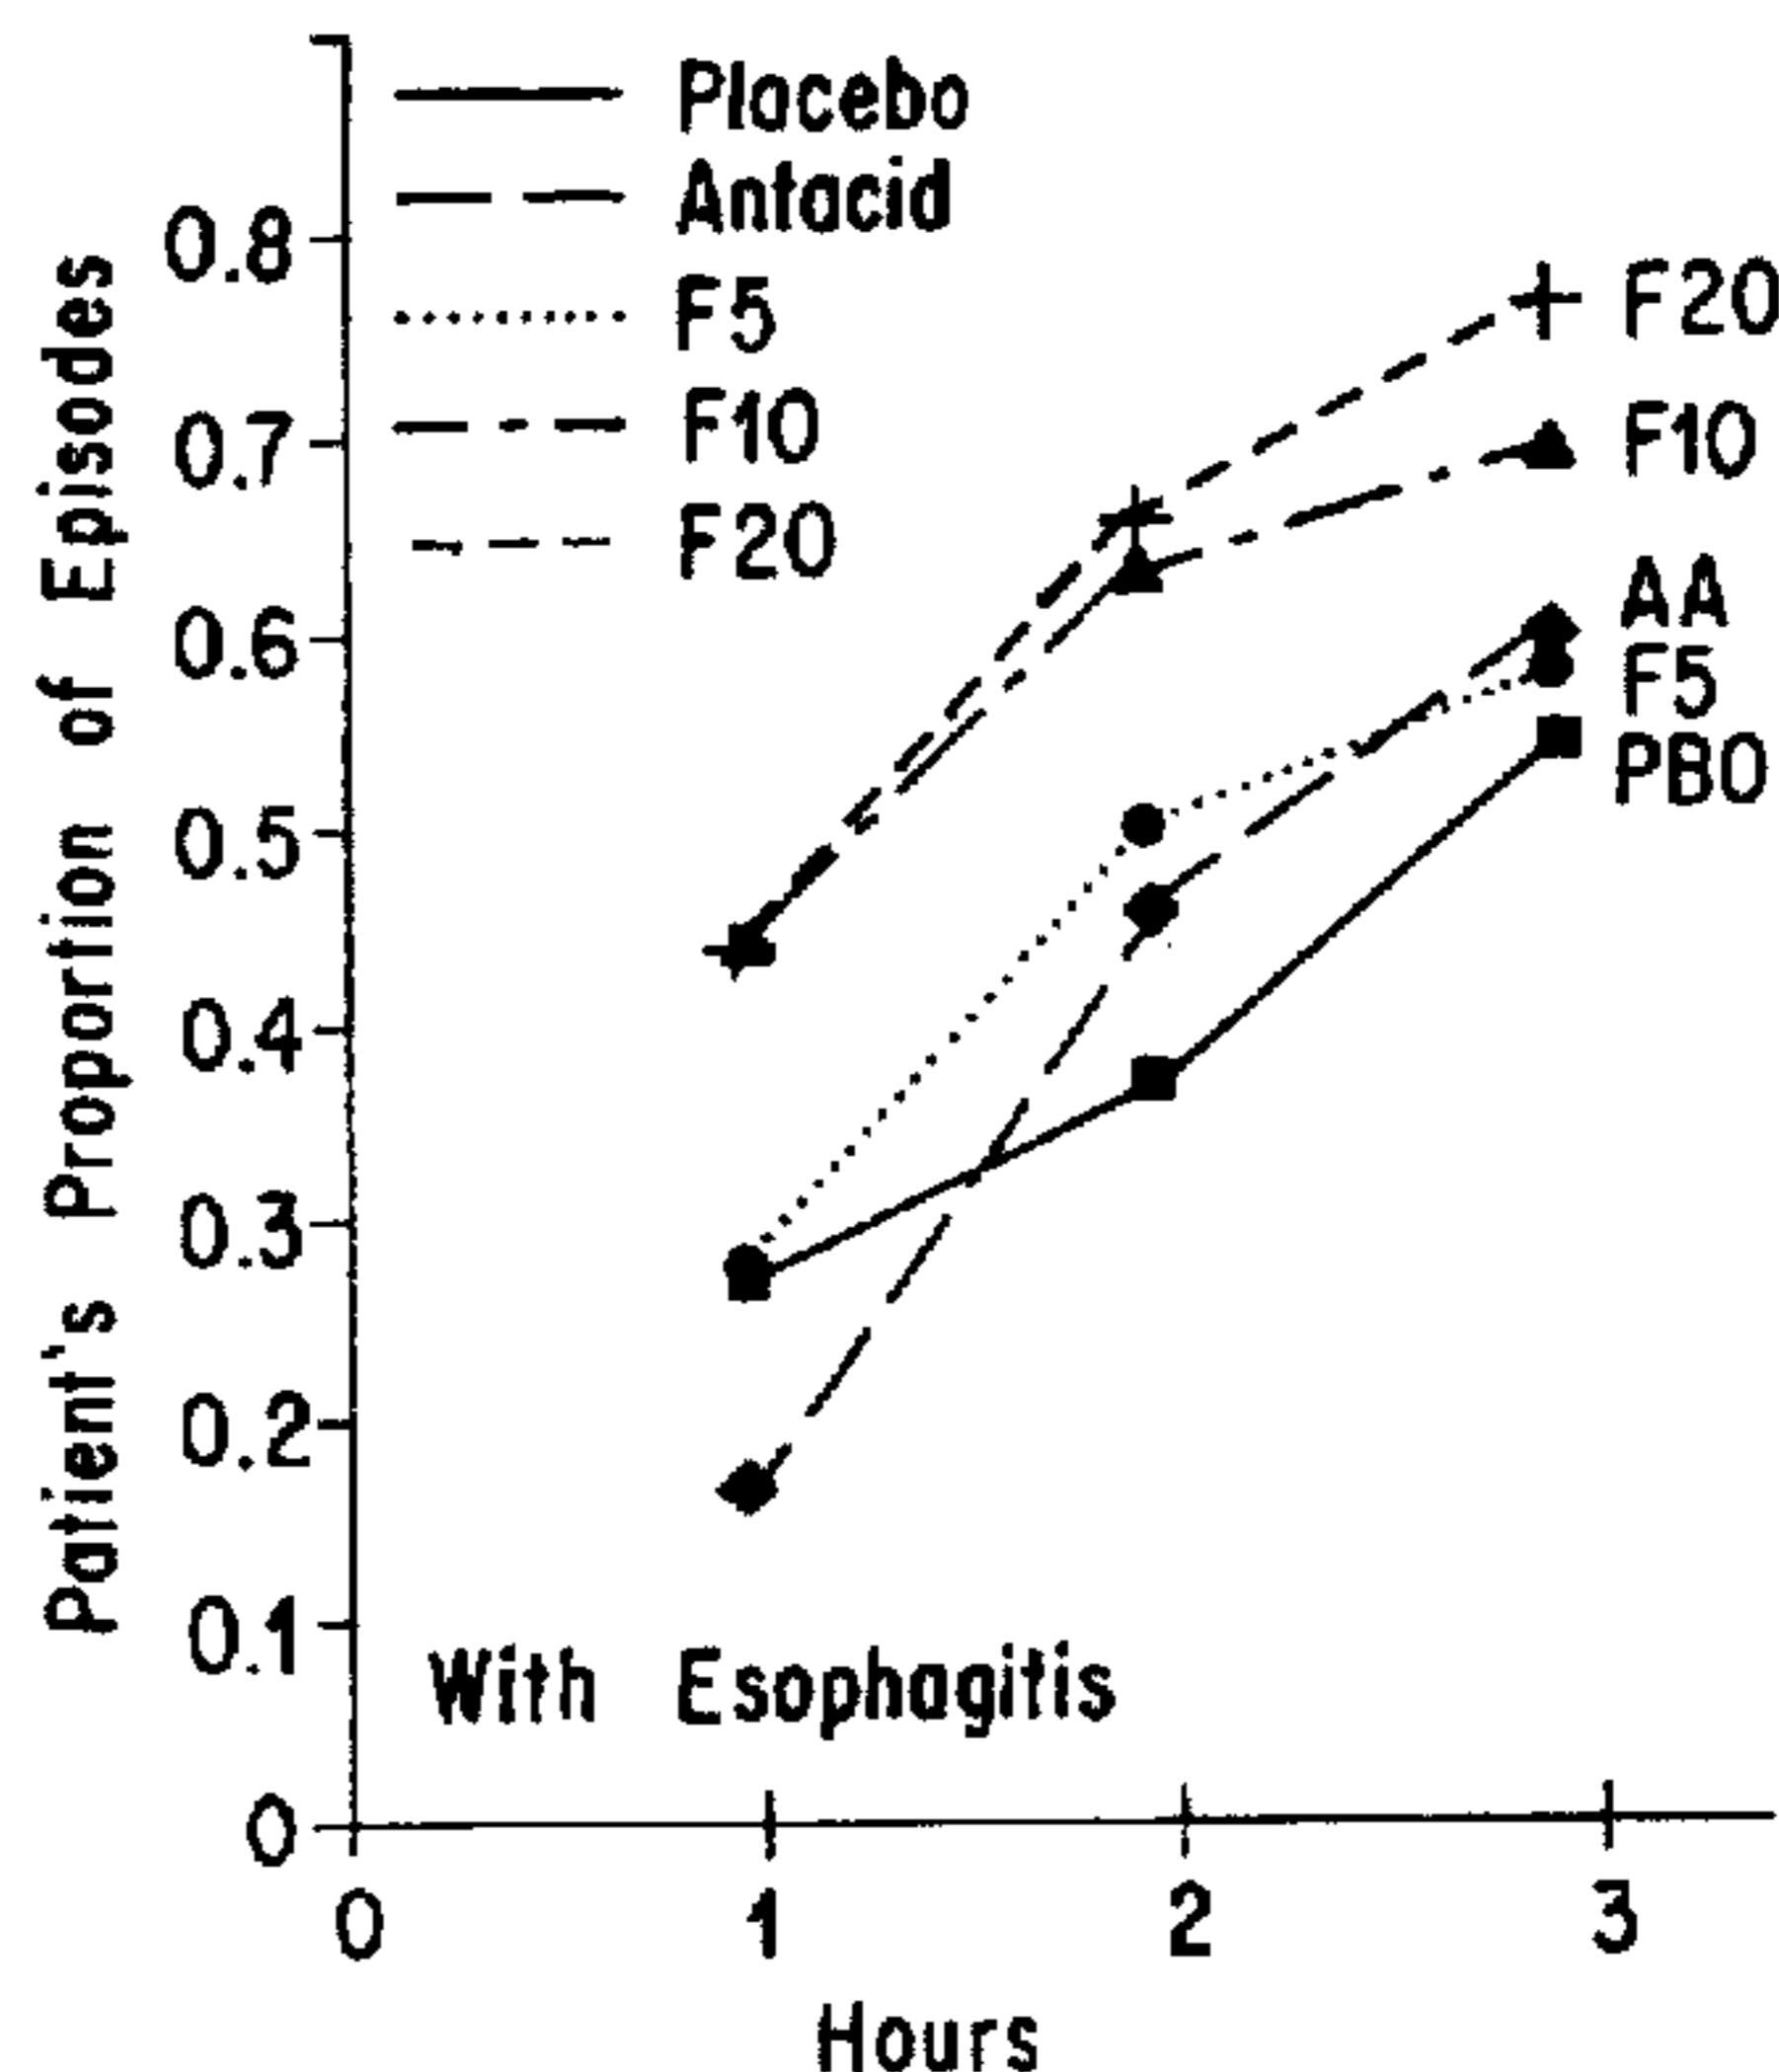 Placebo
Antacid
F5
F10
F20
Patient's Proportion of Episodes
0.8
0.7
0.6
0.5
0.4
0.3
0.2
0.1
0
F20
F10
AA
F5
PBO
With Esophagitis
0 1 2 3
Hours